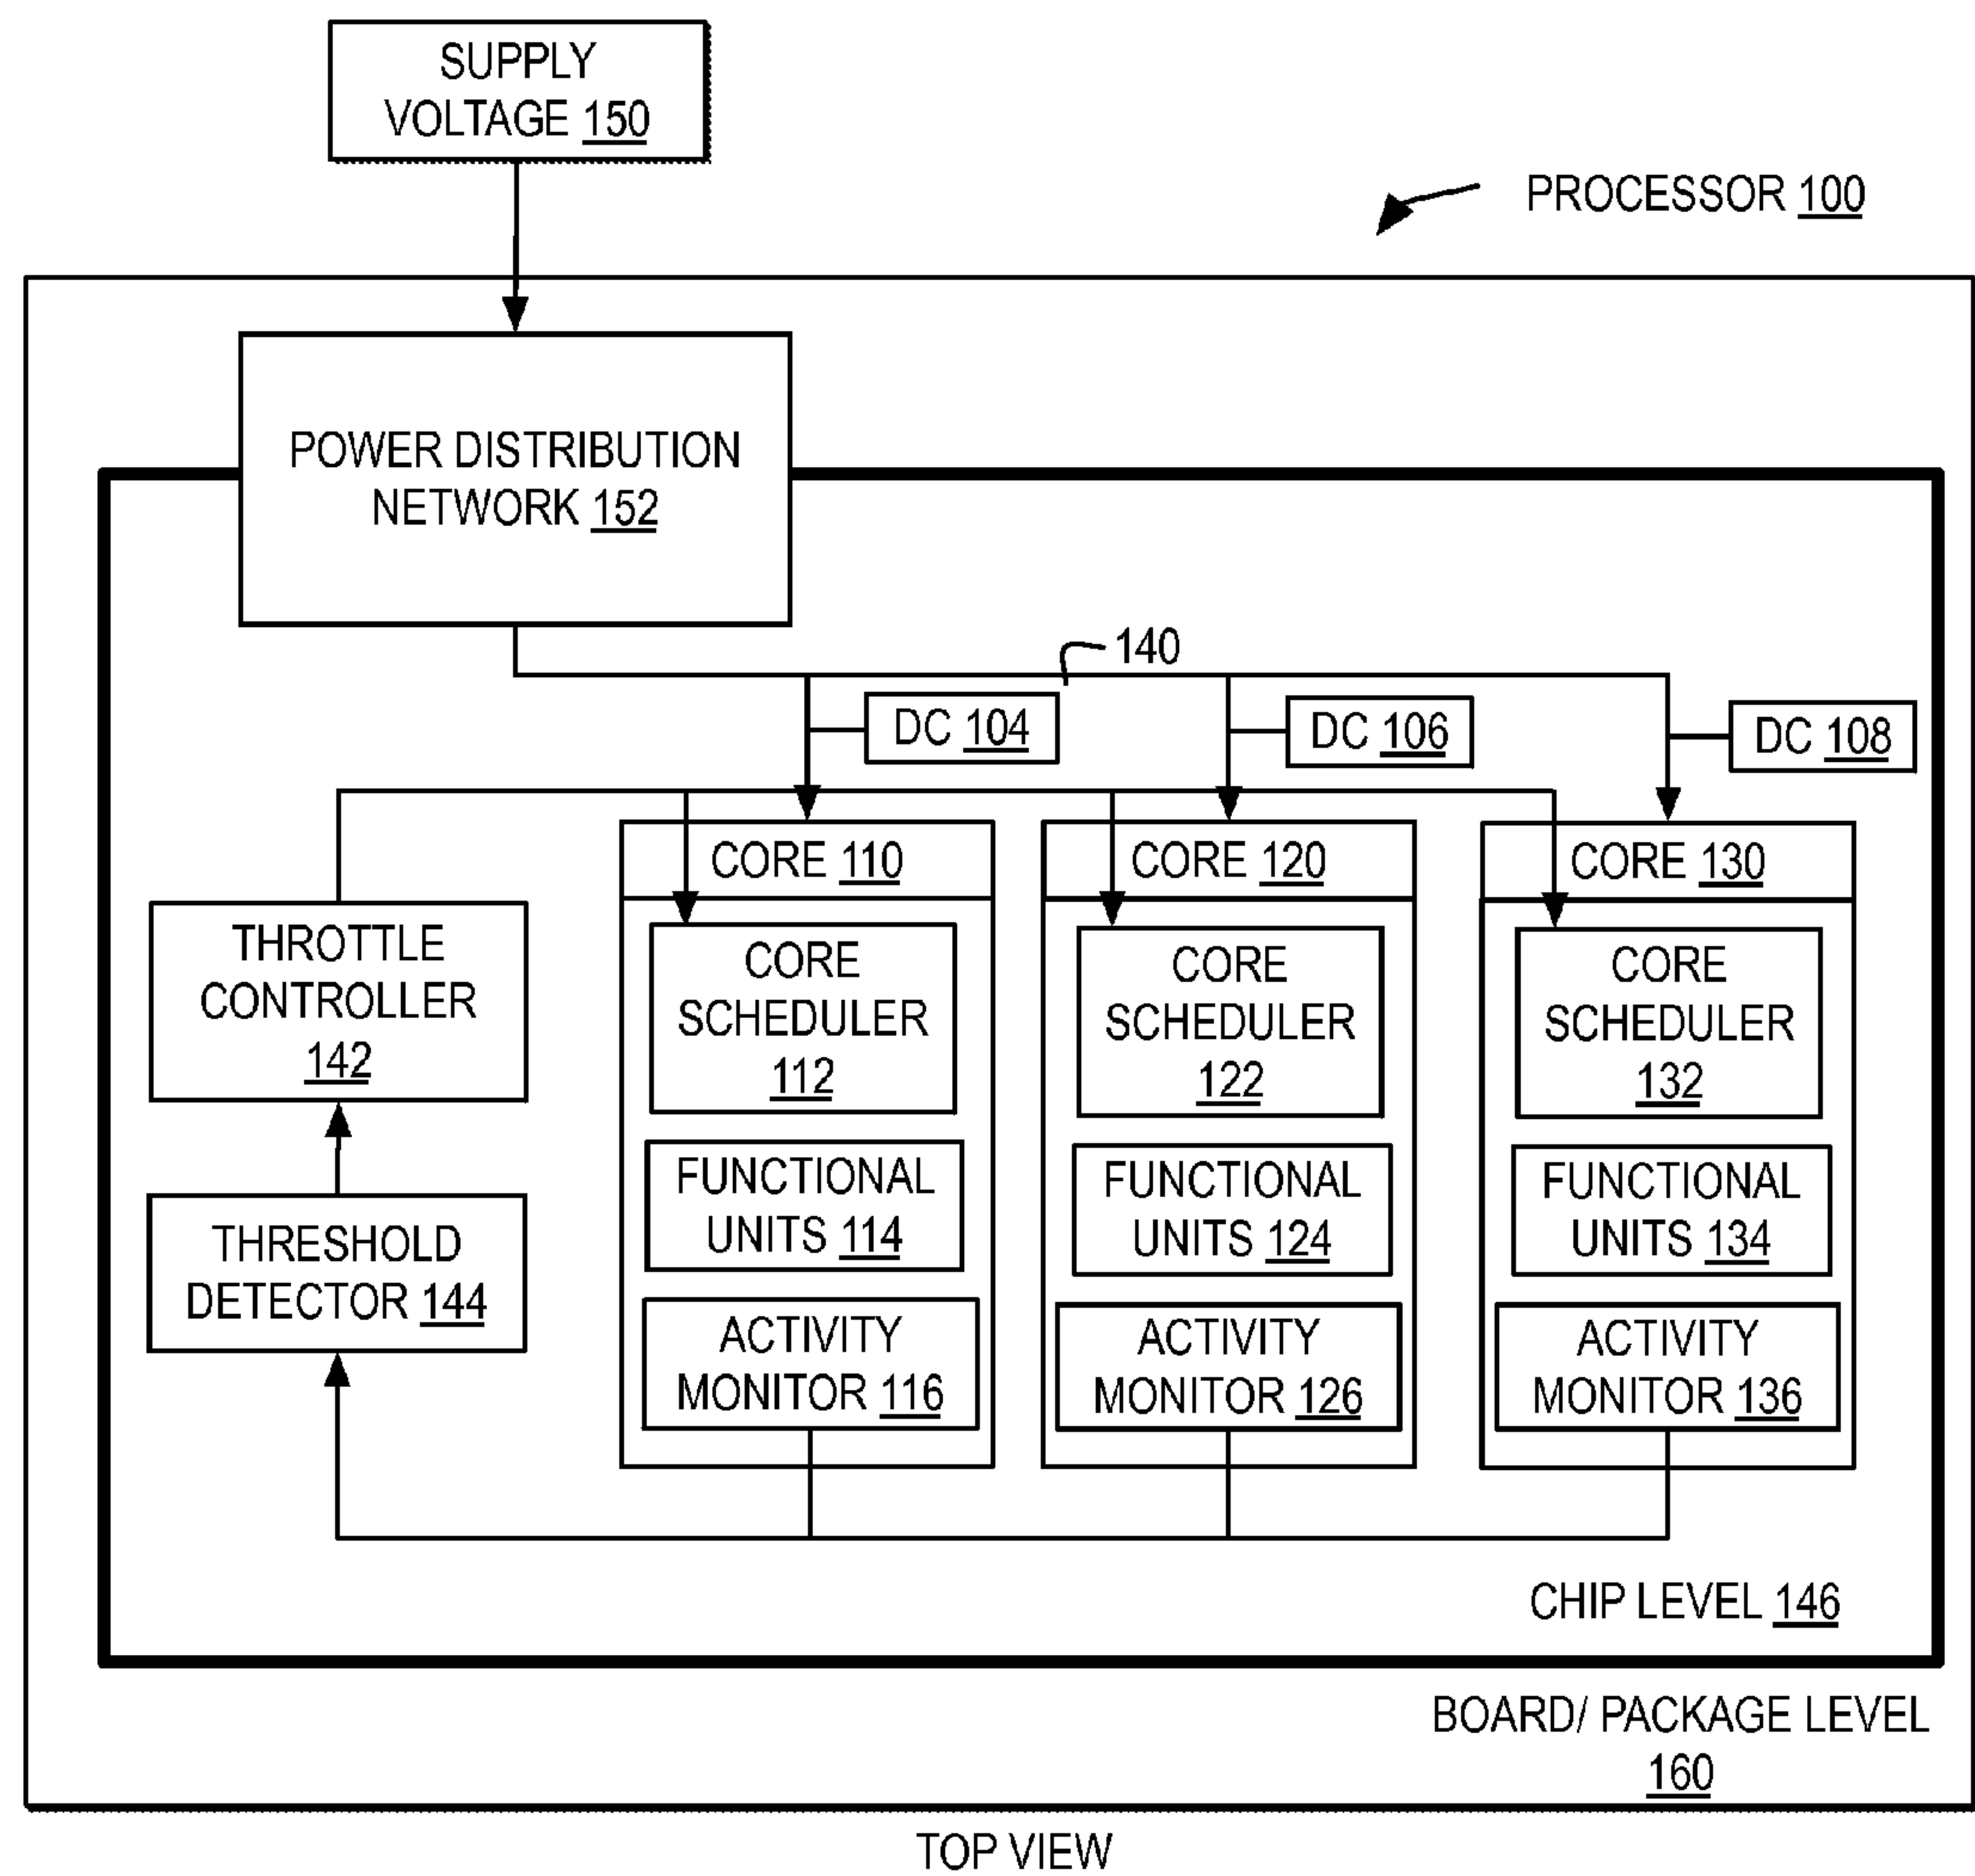 SUPPLY
VOLTAGE 150
PROCESSOR 100
POWER DISTRIBUTION
NETWORK 152
140
DC 104
DC 106
DC 108
CORE 110
CORE 120
CORE 130
THROTTLE
CONTROLLER
142
CORE
SCHEDULER
112
CORE
SCHEDULER
122
CORE
SCHEDULER
132
FUNCTIONAL
UNITS 114
FUNCTIONAL
UNITS 124
FUNCTIONAL
UNITS 134
THRESHOLD
DETECTOR 144
ACTIVITY
MONITOR 116
ACTIVITY
MONITOR 126
ACTIVITY
MONITOR 136
CHIP LEVEL 146
BOARD/ PACKAGE LEVEL
160
TOP VIEW